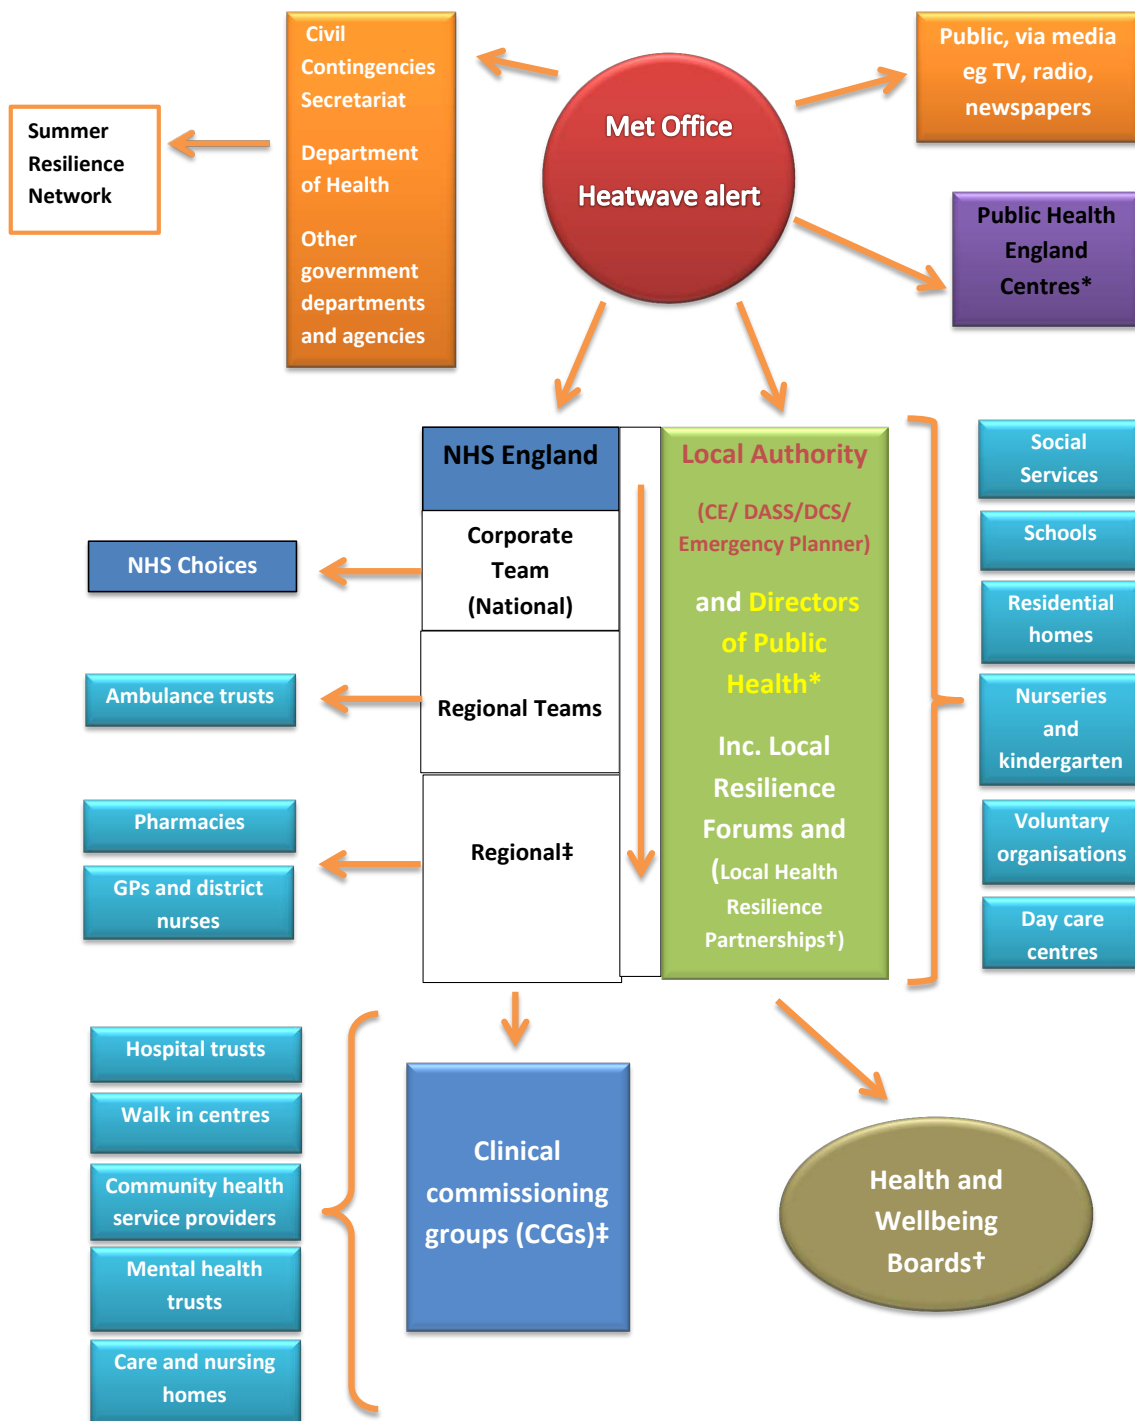 Civil
Contingencies
Secretariat
Department
of Health
Other
government
departments
and agencies
Summer
Resilience
Network
Met Office
Heatwave alert
Public, via media
eg TV, radio,
newspapers
Public Health
England
Centres*
NHS England
Corporate
Team
(National)
Regional Teams
Regional‡
NHS Choices
Ambulance trusts
Pharmacies
GPs and district
nurses
Local Authority
(CE/ DASS/DCS/
Emergency Planner)
and Directors
of Public
Health*
Inc. Local
Resilience
Forums and
(Local Health
Resilience
Partnerships†)
Social
Services
Schools
Residential
homes
Nurseries
and
kindergarten
Voluntary
organisations
Day care
centres
Hospital trusts
Walk in centres
Community health
service providers
Mental health
trusts
Care and nursing
homes
Clinical
commissioning
groups (CCGs)‡
Health and
Wellbeing
Boards†